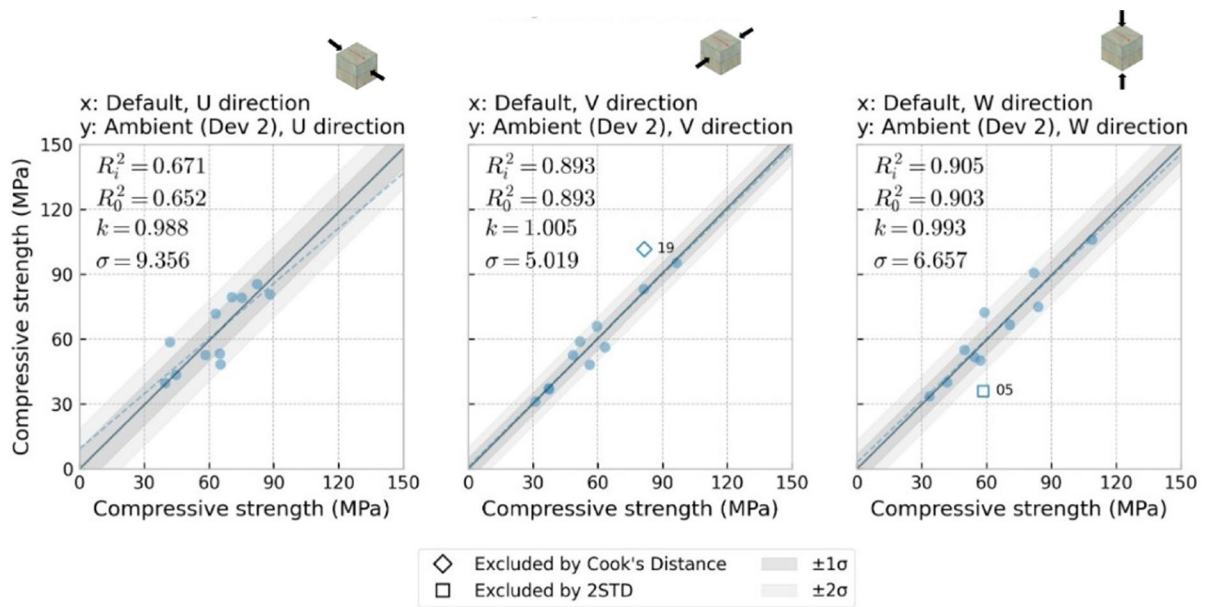 x: Default, U direction
y: Ambient (Dev 2), U direction
x: Default, V direction
y: Ambient (Dev 2), V direction
x: Default, W direction
y: Ambient (Dev 2), W direction
Compressive strength (MPa)
150
120
90
60
30
0
R_i^2 = 0.671
R_0^2 = 0.652
k = 0.988
σ = 9.356
0 30 60 90 120 150
Compressive strength (MPa)
R_i^2 = 0.893
R_0^2 = 0.893
k = 1.005
σ = 5.019
19
0 30 60 90 120 150
Compressive strength (MPa)
R_i^2 = 0.905
R_0^2 = 0.903
k = 0.993
σ = 6.657
05
0 30 60 90 120 150
Compressive strength (MPa)
Excluded by Cook's Distance ±1σ
Excluded by 2STD ±2σ